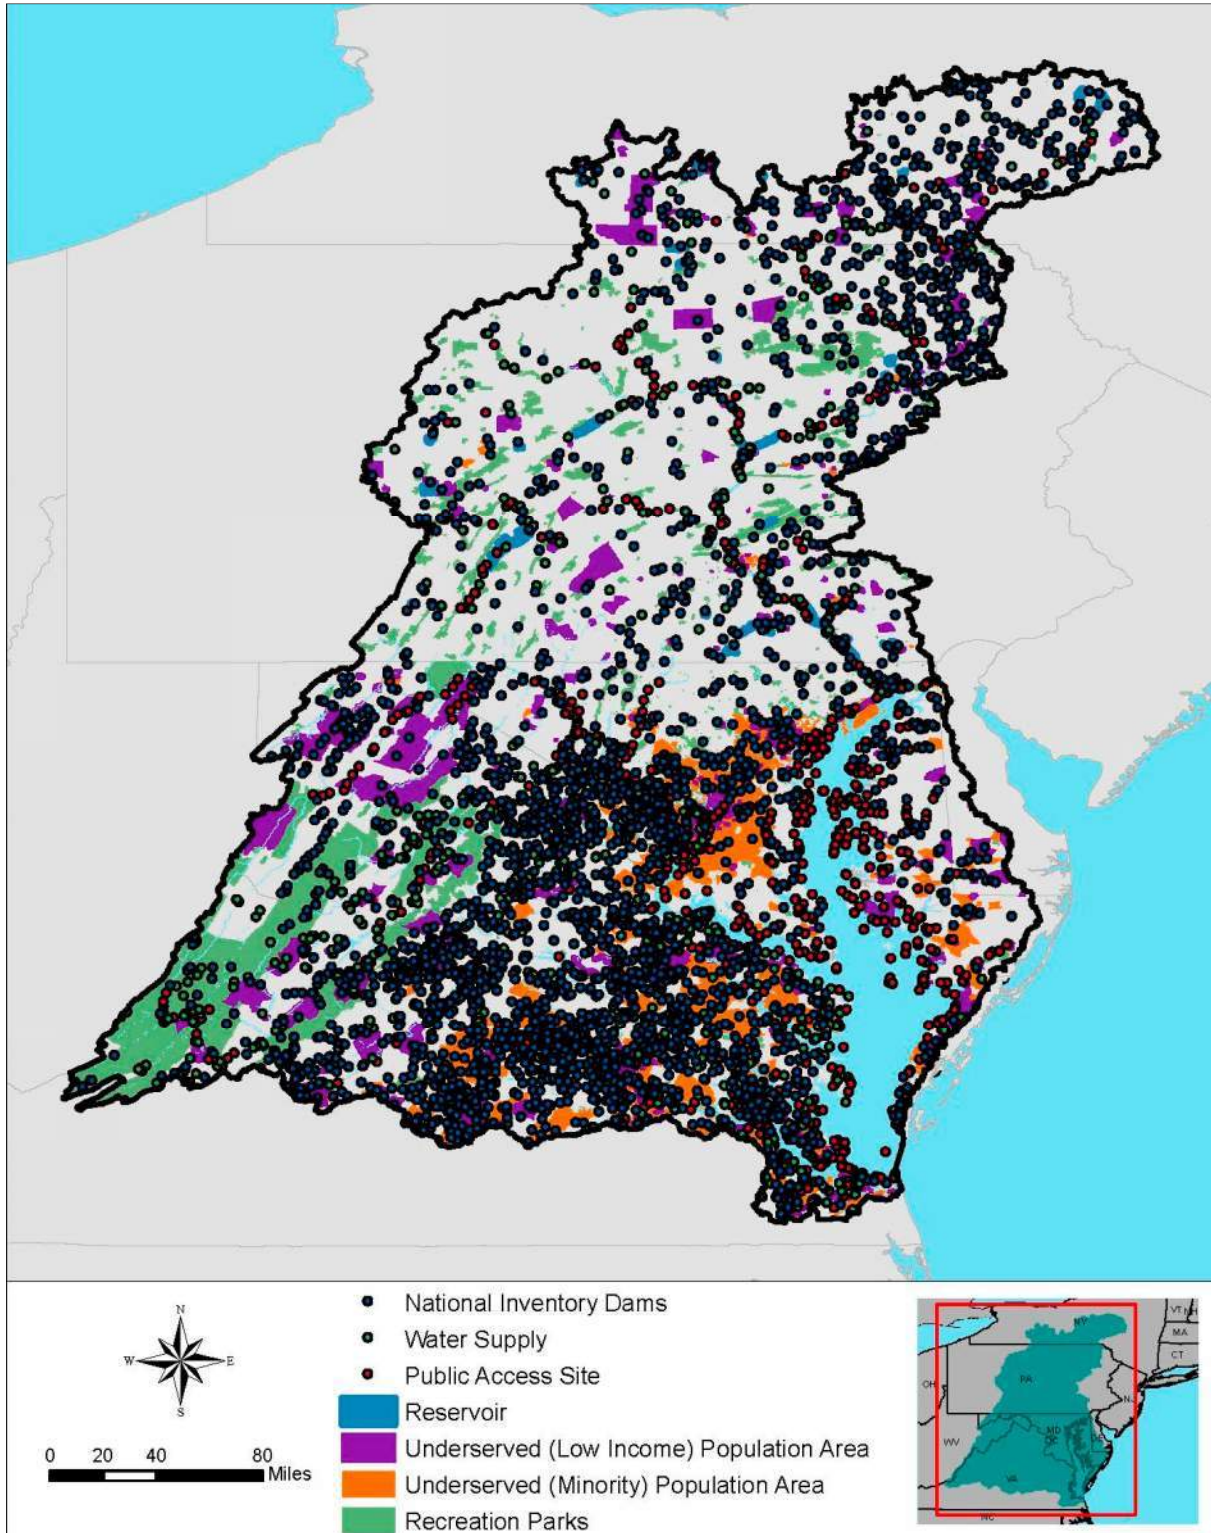 N
W
E
S
0
20
40
80
Miles
National Inventory Dams
Water Supply
Public Access Site
Reservoir
Underserved (Low Income) Population Area
Underserved (Minority) Population Area
Recreation Parks
NY
VT
NH
MA
CT
OH
PA
WV
MD
VA
NC